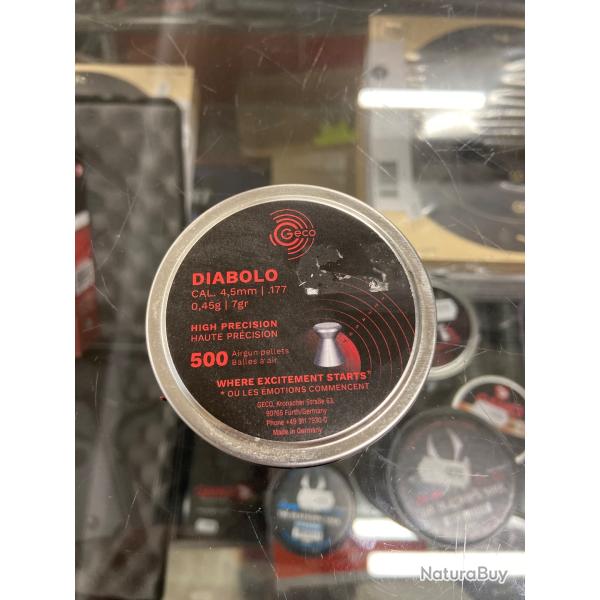 Geco
DIABOLO
CAL. 4,5mm | .177
0,45g | 7gr
HIGH PRECISION
HAUTE PRÉCISION
500 Airgun pellets
Balles à air
WHERE EXCITEMENT STARTS*
* OÙ LES ÉMOTIONS COMMENCENT
GECO, Kronacher Straße 63,
90765 Fürth/Germany
Phone +49 911 7930-0
Made in Germany
NaturaBuy